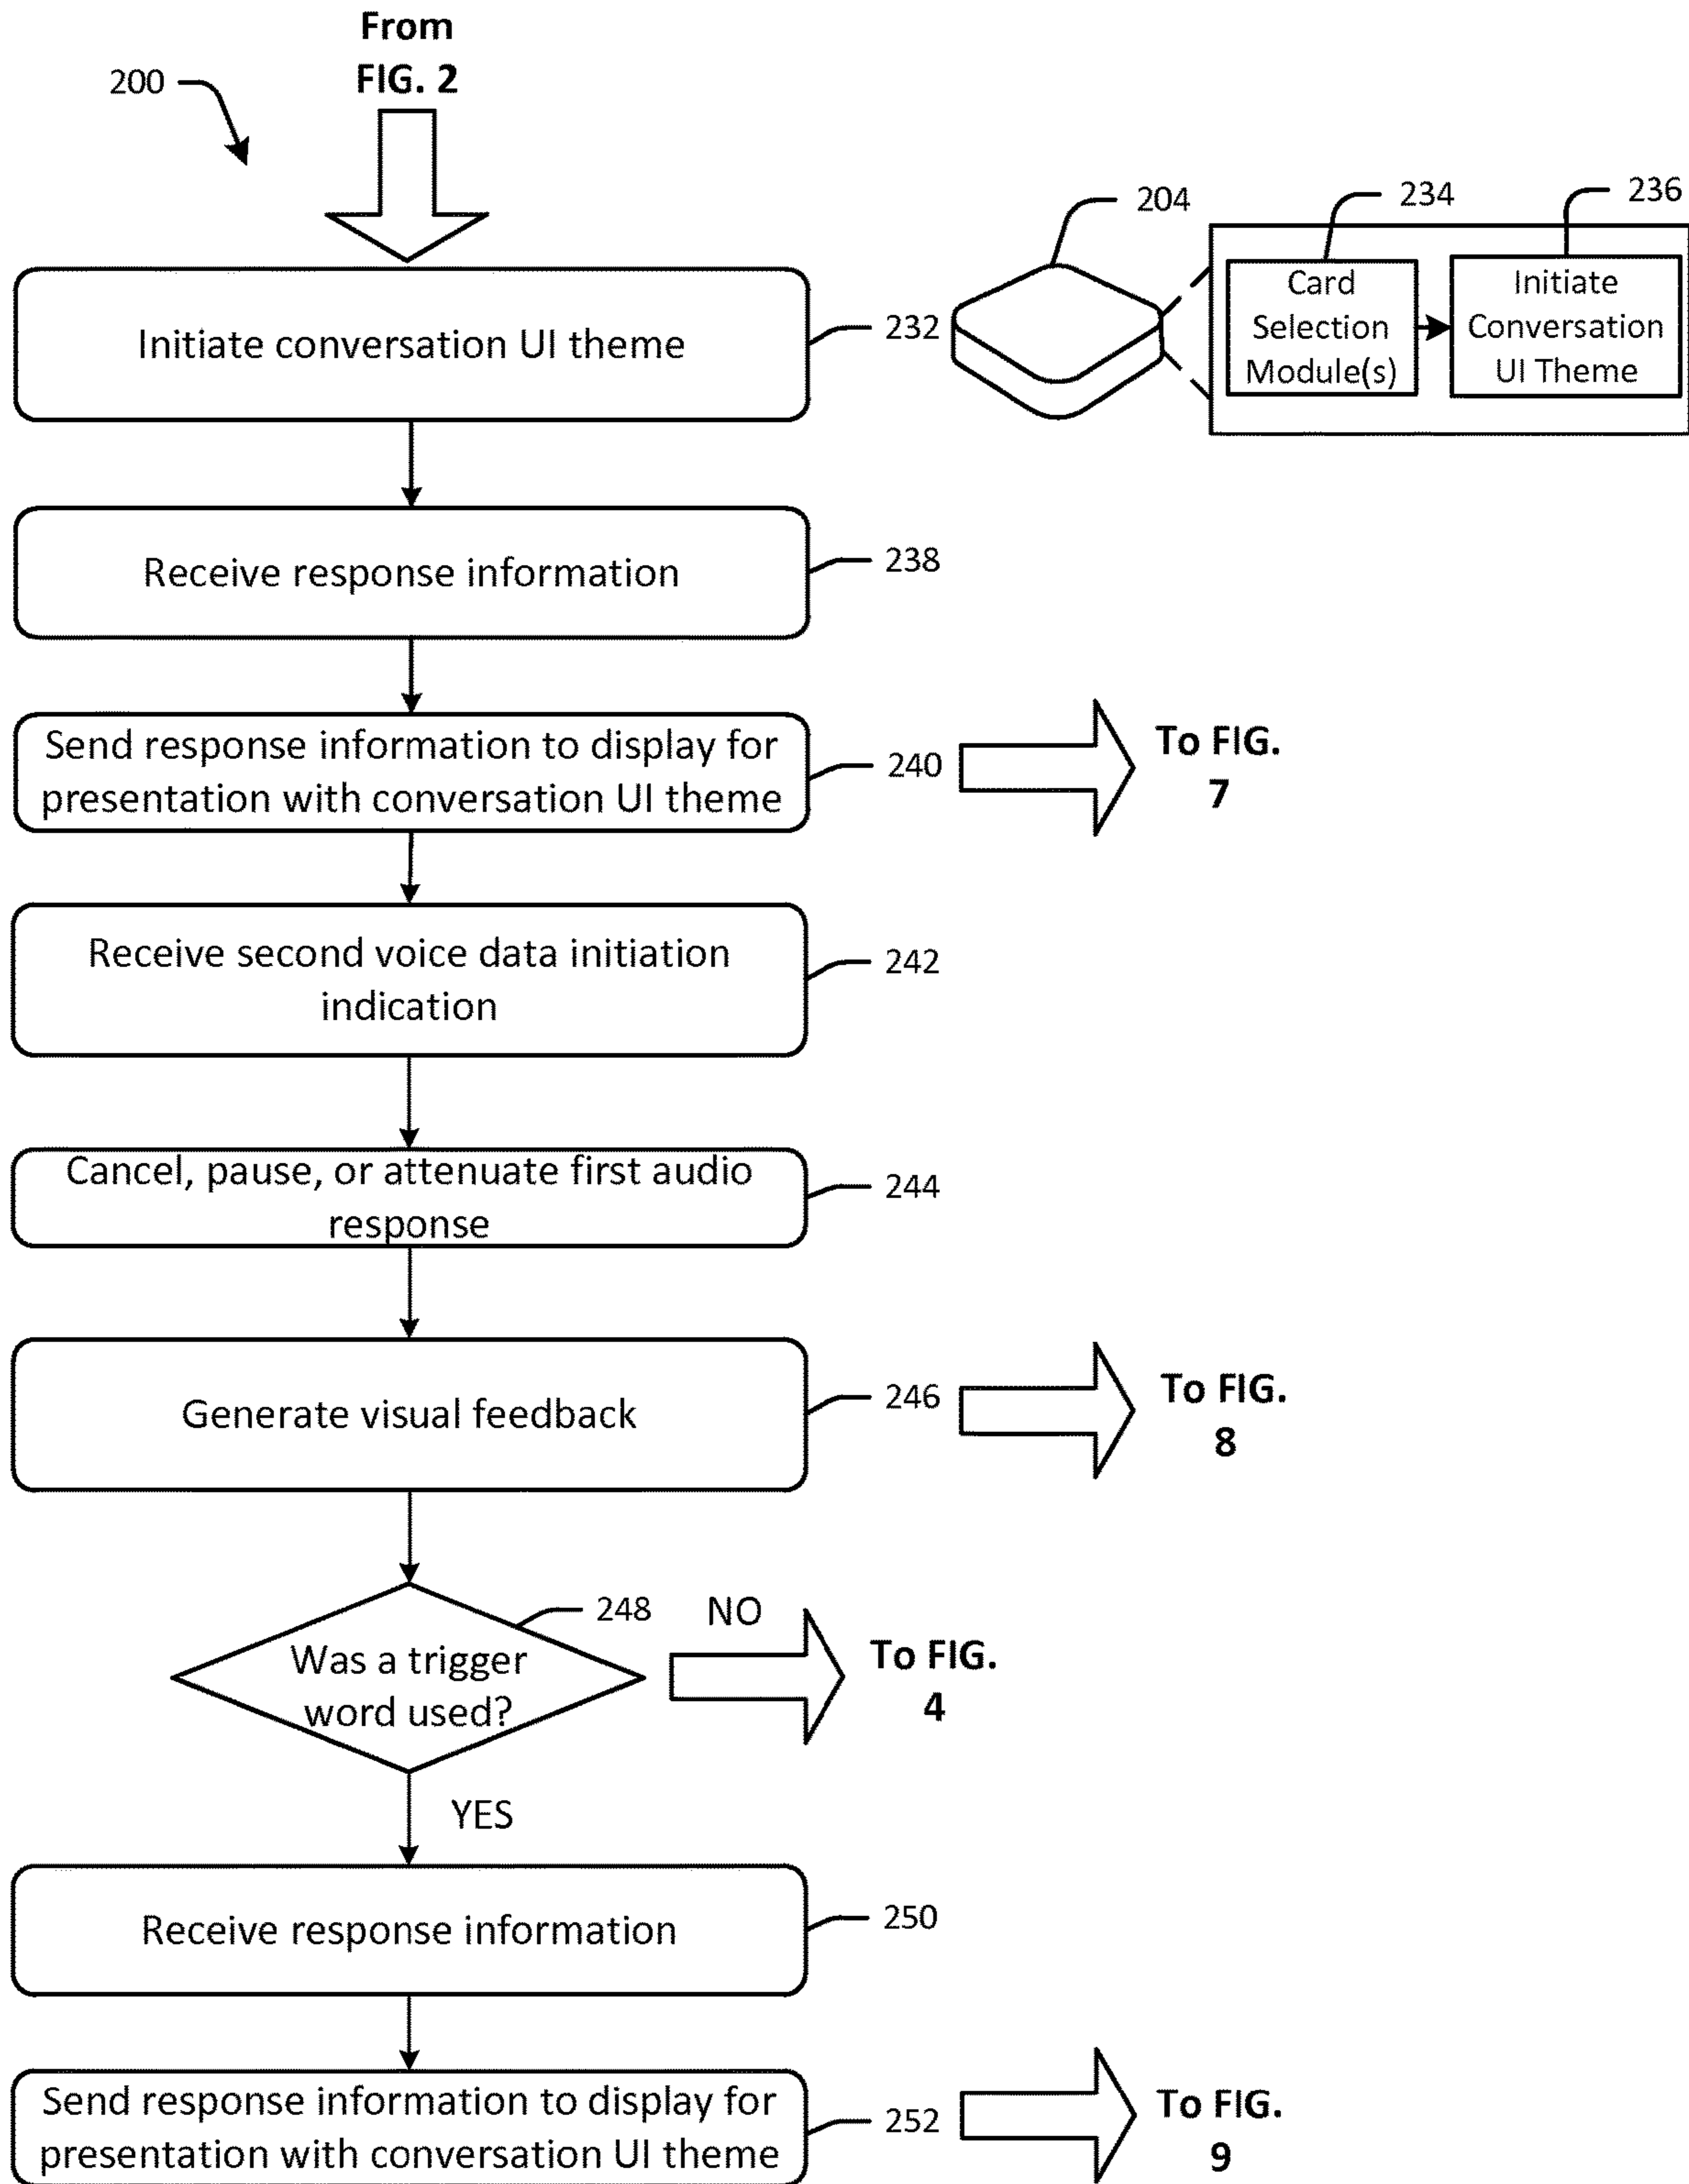 From
FIG. 2
200
204
234
236
Card
Selection
Module(s)
Initiate
Conversation
UI Theme
Initiate conversation UI theme
232
Receive response information
238
Send response information to display for
presentation with conversation UI theme
240
To FIG.
7
Receive second voice data initiation
indication
242
Cancel, pause, or attenuate first audio
response
244
Generate visual feedback
246
To FIG.
8
248
Was a trigger
word used?
NO
To FIG.
4
YES
Receive response information
250
Send response information to display for
presentation with conversation UI theme
252
To FIG.
9